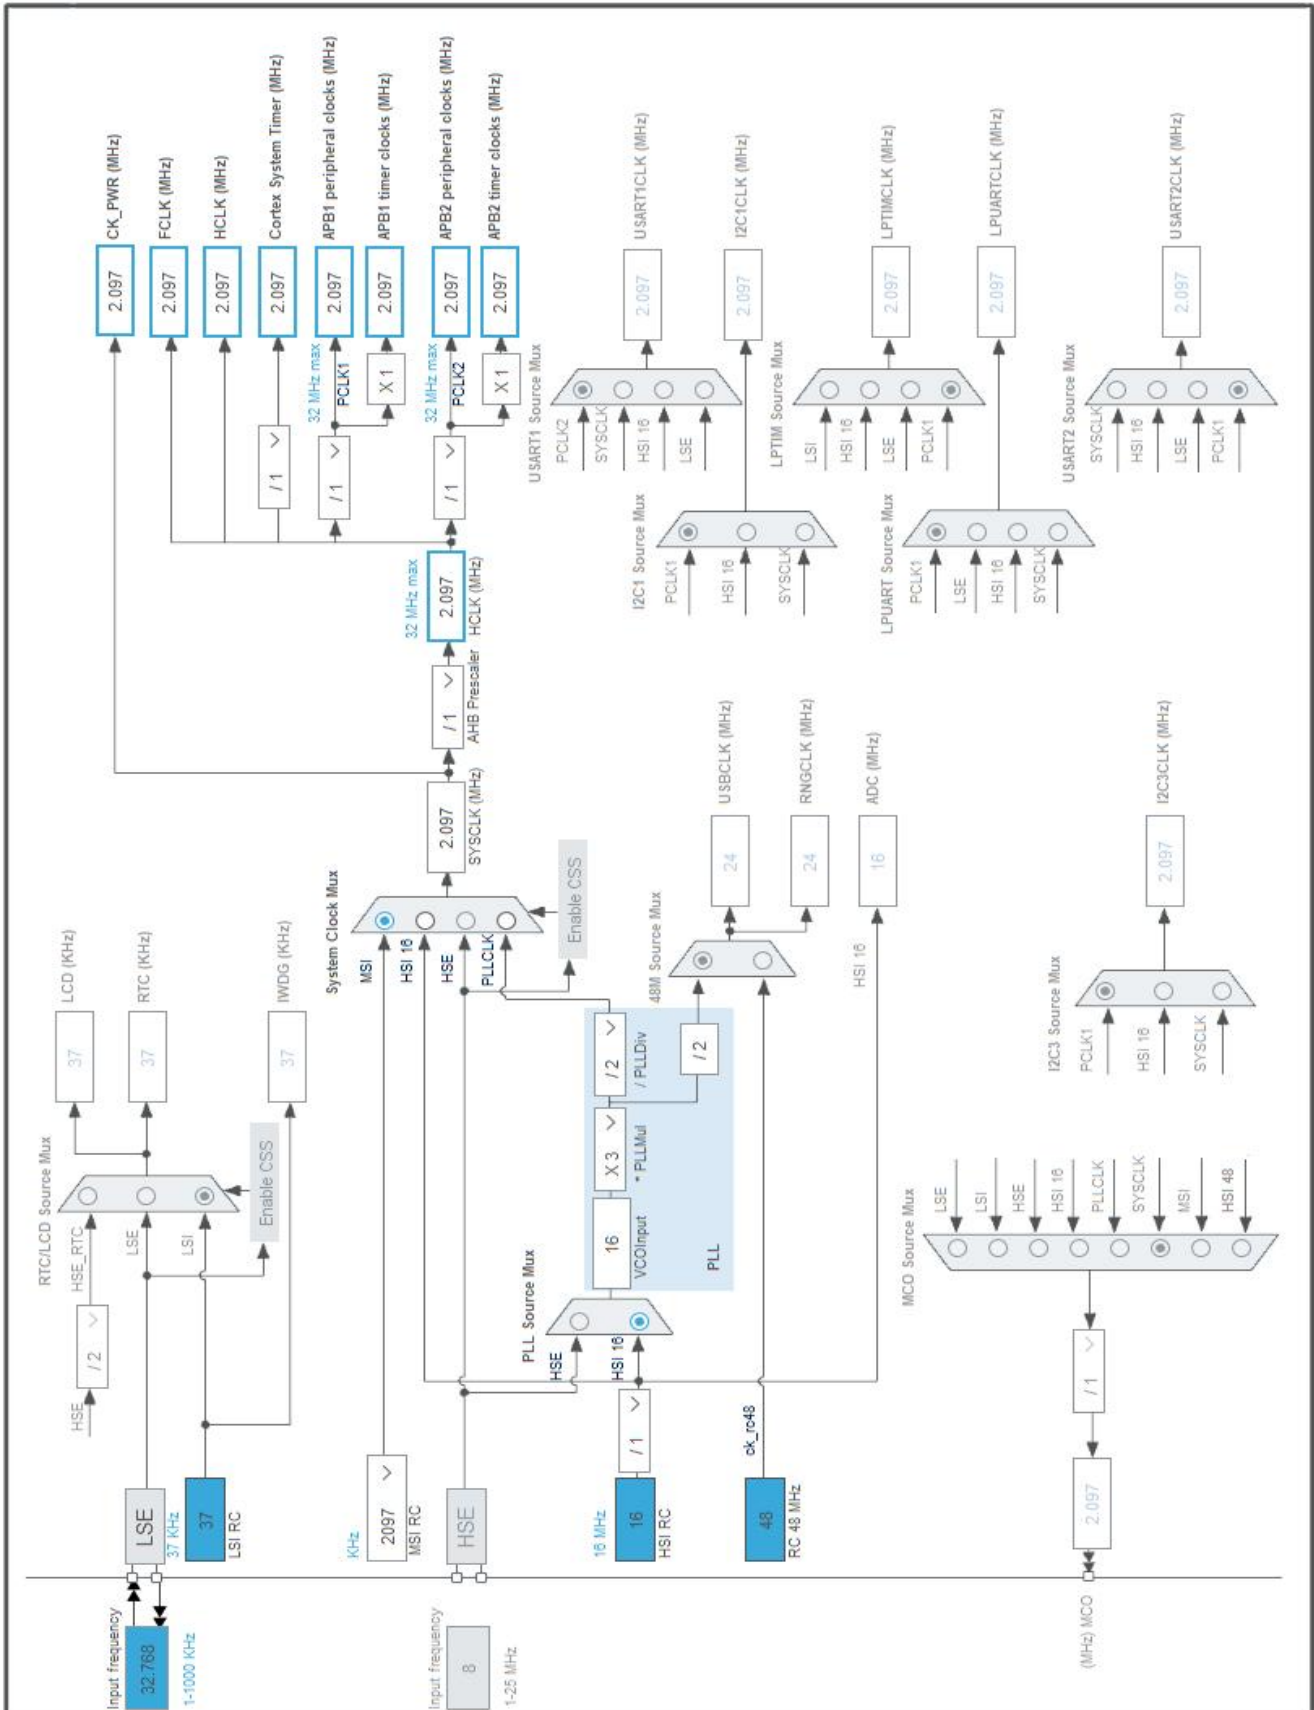 RTC/LCD Source Mux
HSE
/ 2
HSE_RTC
LCD (KHz)
37
RTC (KHz)
37
LSE
LSI
Enable CSS
IWDG (KHz)
37
Input frequency
32.768
1-1000 KHz
LSE
37 KHz
37
LSI RC
System Clock Mux
KHz
2097
MSI RC
MSI
HSI 16
HSE
PLLCLK
2.097
SYSCLK (MHz)
Enable CSS
/ 1
AHB Prescaler
32 MHz max
2.097
HCLK (MHz)
2.097
CK_PWR (MHz)
2.097
FCLK (MHz)
2.097
HCLK (MHz)
/ 1
2.097
Cortex System Timer (MHz)
/ 1
32 MHz max
PCLK1
2.097
APB1 peripheral clocks (MHz)
X 1
2.097
APB1 timer clocks (MHz)
/ 1
32 MHz max
PCLK2
2.097
APB2 peripheral clocks (MHz)
X 1
2.097
APB2 timer clocks (MHz)
Input frequency
8
1-25 MHz
HSE
16 MHz
16
HSI RC
/ 1
PLL Source Mux
HSE
HSI 16
16
VCOInput
X 3
* PLLMul
/ 2
/ PLLDiv
/ 2
PLL
48
RC 48 MHz
ck_rc48
48M Source Mux
24
USBCLK (MHz)
24
RNGCLK (MHz)
HSI 16
16
ADC (MHz)
USART1 Source Mux
PCLK2
SYSCLK
HSI 16
LSE
2.097
USART1CLK (MHz)
I2C1 Source Mux
PCLK1
HSI 16
SYSCLK
2.097
I2C1CLK (MHz)
LPTIM Source Mux
LSI
HSI 16
LSE
PCLK1
2.097
LPTIMCLK (MHz)
LPUART Source Mux
PCLK1
LSE
HSI 16
SYSCLK
2.097
LPUARTCLK (MHz)
USART2 Source Mux
SYSCLK
HSI 16
LSE
PCLK1
2.097
USART2CLK (MHz)
I2C3 Source Mux
PCLK1
HSI 16
SYSCLK
2.097
I2C3CLK (MHz)
MCO Source Mux
LSE
LSI
HSE
HSI 16
PLLCLK
SYSCLK
MSI
HSI 48
/ 1
2.097
(MHz) MCO